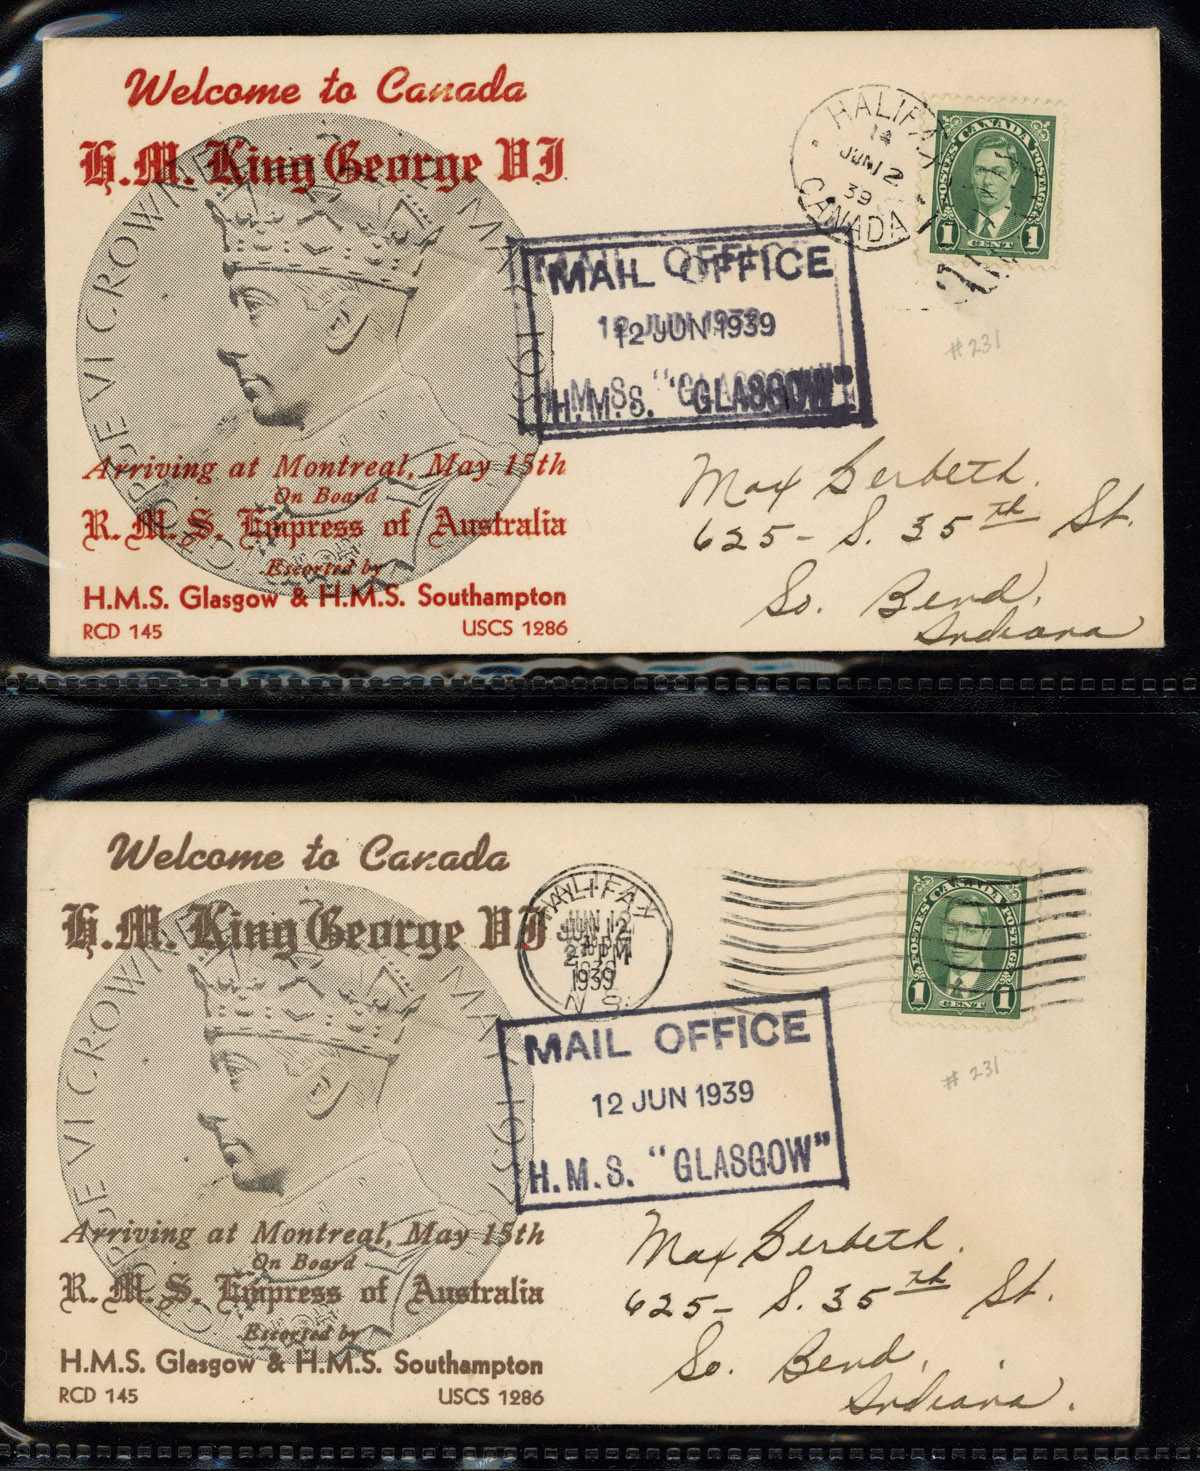 Welcome to Canada
H.M. King George VI
Arriving at Montreal, May 15th
On Board
R. M. S. Empress of Australia
Escorted by
H.M.S. Glasgow & H.M.S. Southampton
RCD 145 USCS 1286
HALIFAX
14
JUN 12
39
CANADA
POSTES CANADA POSTAGE
1 CENT 1
MAIL OFFICE
12 JUN 1939
H.M.S. "GLASGOW"
#231
Max Gerbeth.
625- S. 35th St.
So. Bend,
Indiana
Welcome to Canada
H.M. King George VI
Arriving at Montreal, May 15th
On Board
R. M. S. Empress of Australia
Escorted by
H.M.S. Glasgow & H.M.S. Southampton
RCD 145 USCS 1286
HALIFAX
JUN 12
PM
1939
N.S.
POSTES CANADA POSTAGE
1 CENT 1
MAIL OFFICE
12 JUN 1939
H.M.S. "GLASGOW"
#231
Max Gerbeth.
625- S. 35th St.
So. Bend,
Indiana.